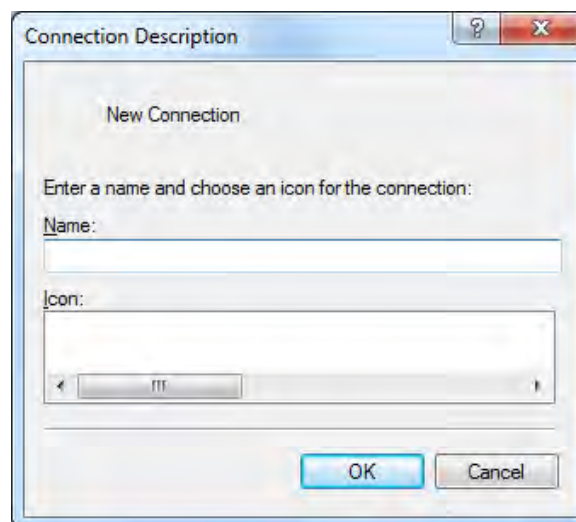 Connection Description
?
New Connection
Enter a name and choose an icon for the connection:
Name:
Icon:
OK
Cancel